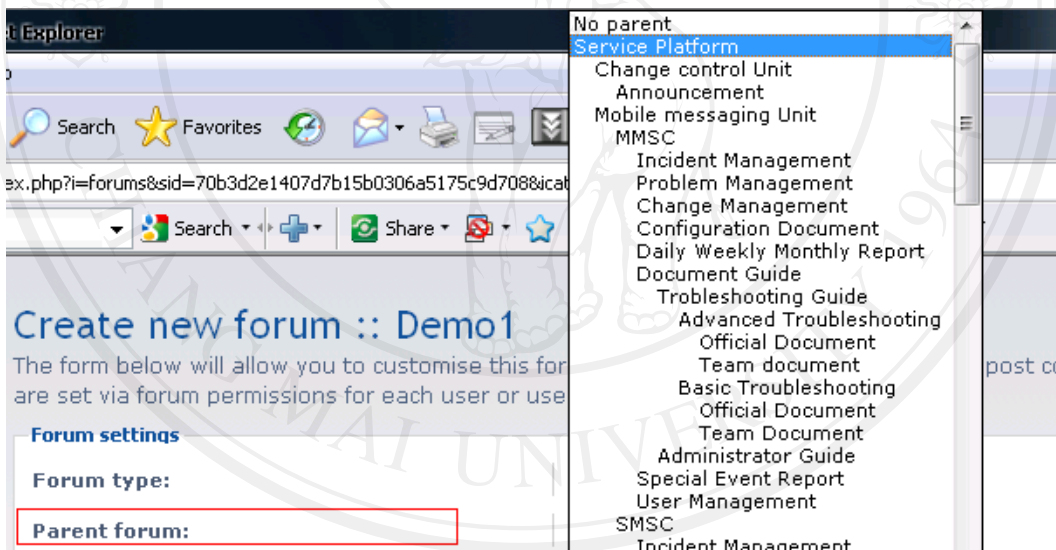 t Explorer
Search Favorites
ex.php?i=forums&sid=70b3d2e1407d7b15b0306a5175c9d708&icat
Search Share
Create new forum :: Demo1
The form below will allow you to customise this for
post co
are set via forum permissions for each user or use
Forum settings
Forum type:
Parent forum:
No parent
Service Platform
Change control Unit
Announcement
Mobile messaging Unit
MMSC
Incident Management
Problem Management
Change Management
Configuration Document
Daily Weekly Monthly Report
Document Guide
Trobleshooting Guide
Advanced Troubleshooting
Official Document
Team document
Basic Troubleshooting
Official Document
Team Document
Administrator Guide
Special Event Report
User Management
SMSC
Incident Management
CHIANG MAI UNIVERSITY 1964